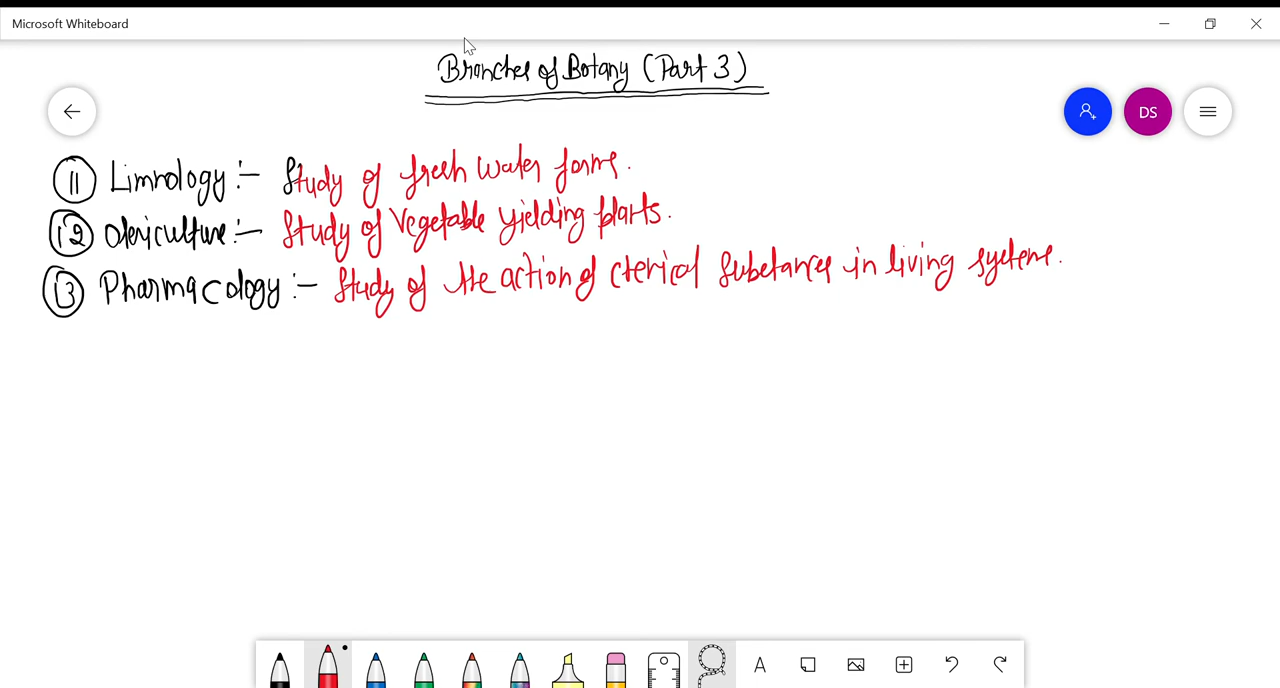 Microsoft Whiteboard
Branches of Botany (Part 3)
DS
11 Limnology :- Study of fresh water forms.
12 Olericulture :- Study of Vegetable yielding plants.
13 Pharmacology :- Study of the action of chemical substances in living systems.
A